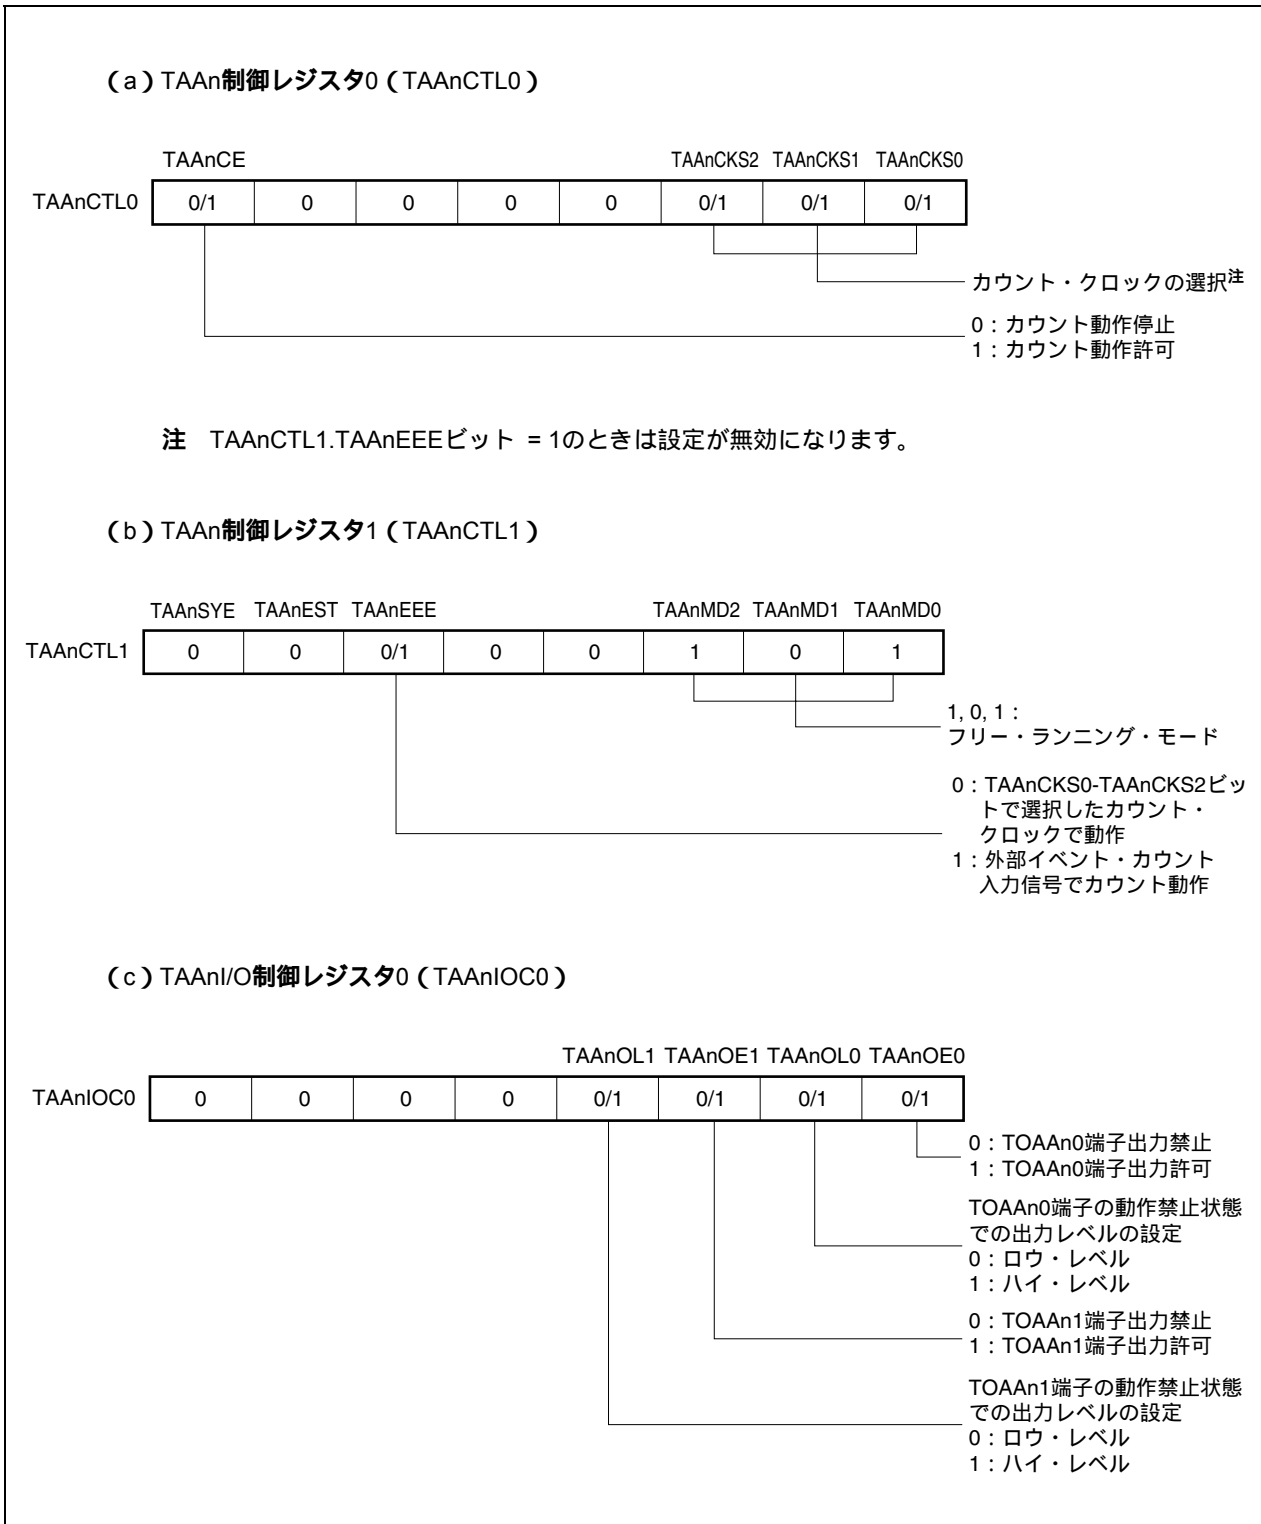 （a）TAAn制御レジスタ0（TAAnCTL0）
TAAnCE TAAnCKS2 TAAnCKS1 TAAnCKS0
TAAnCTL0 0/1 0 0 0 0 0/1 0/1 0/1
カウント・クロックの選択注
0：カウント動作停止
1：カウント動作許可
注 TAAnCTL1.TAAnEEEビット = 1のときは設定が無効になります。
（b）TAAn制御レジスタ1（TAAnCTL1）
TAAnSYE TAAnEST TAAnEEE TAAnMD2 TAAnMD1 TAAnMD0
TAAnCTL1 0 0 0/1 0 0 1 0 1
1, 0, 1：
フリー・ランニング・モード
0：TAAnCKS0-TAAnCKS2ビッ
トで選択したカウント・
クロックで動作
1：外部イベント・カウント
入力信号でカウント動作
（c）TAAnI/O制御レジスタ0（TAAnIOC0）
TAAnOL1 TAAnOE1 TAAnOL0 TAAnOE0
TAAnIOC0 0 0 0 0 0/1 0/1 0/1 0/1
0：TOAAn0端子出力禁止
1：TOAAn0端子出力許可
TOAAn0端子の動作禁止状態
での出力レベルの設定
0：ロウ・レベル
1：ハイ・レベル
0：TOAAn1端子出力禁止
1：TOAAn1端子出力許可
TOAAn1端子の動作禁止状態
での出力レベルの設定
0：ロウ・レベル
1：ハイ・レベル